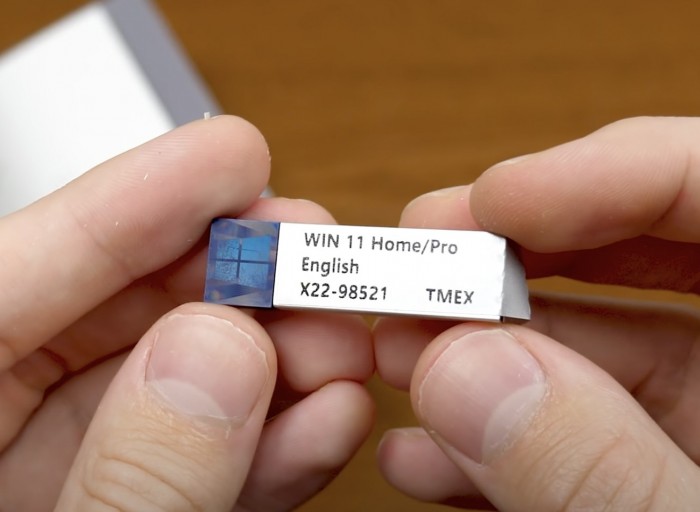 WIN 11 Home/Pro
English
X22-98521 TMEX